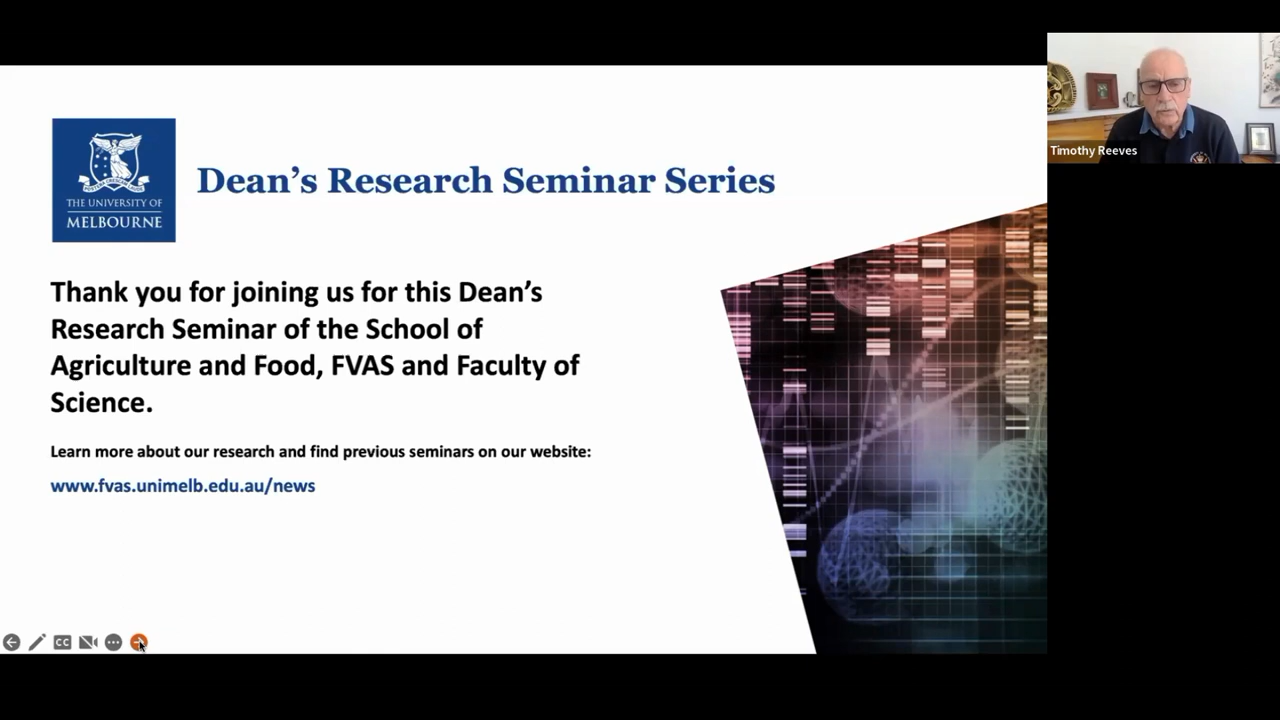 THE UNIVERSITY OF
MELBOURNE
Dean's Research Seminar Series
Thank you for joining us for this Dean's
Research Seminar of the School of
Agriculture and Food, FVAS and Faculty of
Science.
Learn more about our research and find previous seminars on our website:
www.fvas.unimelb.edu.au/news
CC
Timothy Reeves